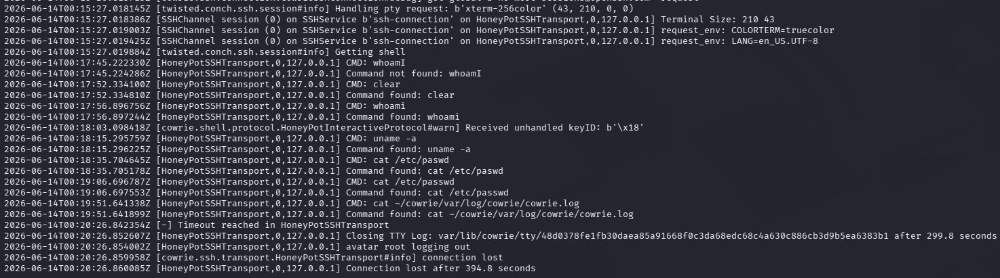 2026-06-14T00:15:27.018145Z [twisted.conch.ssh.session#info] Handling pty request: b'xterm-256color' (43, 210, 0, 0)
2026-06-14T00:15:27.018386Z [SSHChannel session (0) on SSHService b'ssh-connection' on HoneyPotSSHTransport,0,127.0.0.1] Terminal Size: 210 43
2026-06-14T00:15:27.019003Z [SSHChannel session (0) on SSHService b'ssh-connection' on HoneyPotSSHTransport,0,127.0.0.1] request_env: COLORTERM=truecolor
2026-06-14T00:15:27.019425Z [SSHChannel session (0) on SSHService b'ssh-connection' on HoneyPotSSHTransport,0,127.0.0.1] request_env: LANG=en_US.UTF-8
2026-06-14T00:15:27.019884Z [twisted.conch.ssh.session#info] Getting shell
2026-06-14T00:17:45.222330Z [HoneyPotSSHTransport,0,127.0.0.1] CMD: whoamI
2026-06-14T00:17:45.224286Z [HoneyPotSSHTransport,0,127.0.0.1] Command not found: whoamI
2026-06-14T00:17:52.334100Z [HoneyPotSSHTransport,0,127.0.0.1] CMD: clear
2026-06-14T00:17:52.334810Z [HoneyPotSSHTransport,0,127.0.0.1] Command found: clear
2026-06-14T00:17:56.896756Z [HoneyPotSSHTransport,0,127.0.0.1] CMD: whoami
2026-06-14T00:17:56.897244Z [HoneyPotSSHTransport,0,127.0.0.1] Command found: whoami
2026-06-14T00:18:03.098418Z [cowrie.shell.protocol.HoneyPotInteractiveProtocol#warn] Received unhandled keyID: b'\x18'
2026-06-14T00:18:15.295759Z [HoneyPotSSHTransport,0,127.0.0.1] CMD: uname -a
2026-06-14T00:18:15.296225Z [HoneyPotSSHTransport,0,127.0.0.1] Command found: uname -a
2026-06-14T00:18:35.704645Z [HoneyPotSSHTransport,0,127.0.0.1] CMD: cat /etc/paswd
2026-06-14T00:18:35.705178Z [HoneyPotSSHTransport,0,127.0.0.1] Command found: cat /etc/paswd
2026-06-14T00:19:06.696787Z [HoneyPotSSHTransport,0,127.0.0.1] CMD: cat /etc/passwd
2026-06-14T00:19:06.697553Z [HoneyPotSSHTransport,0,127.0.0.1] Command found: cat /etc/passwd
2026-06-14T00:19:51.641338Z [HoneyPotSSHTransport,0,127.0.0.1] CMD: cat ~/cowrie/var/log/cowrie/cowrie.log
2026-06-14T00:19:51.641899Z [HoneyPotSSHTransport,0,127.0.0.1] Command found: cat ~/cowrie/var/log/cowrie/cowrie.log
2026-06-14T00:20:26.842354Z [-] Timeout reached in HoneyPotSSHTransport
2026-06-14T00:20:26.852607Z [HoneyPotSSHTransport,0,127.0.0.1] Closing TTY Log: var/lib/cowrie/tty/48d0378fe1fb30daea85a91668f0c3da68edc68c4a630c886cb3d9b5ea6383b1 after 299.8 seconds
2026-06-14T00:20:26.854002Z [HoneyPotSSHTransport,0,127.0.0.1] avatar root logging out
2026-06-14T00:20:26.859958Z [cowrie.ssh.transport.HoneyPotSSHTransport#info] connection lost
2026-06-14T00:20:26.860085Z [HoneyPotSSHTransport,0,127.0.0.1] Connection lost after 394.8 seconds